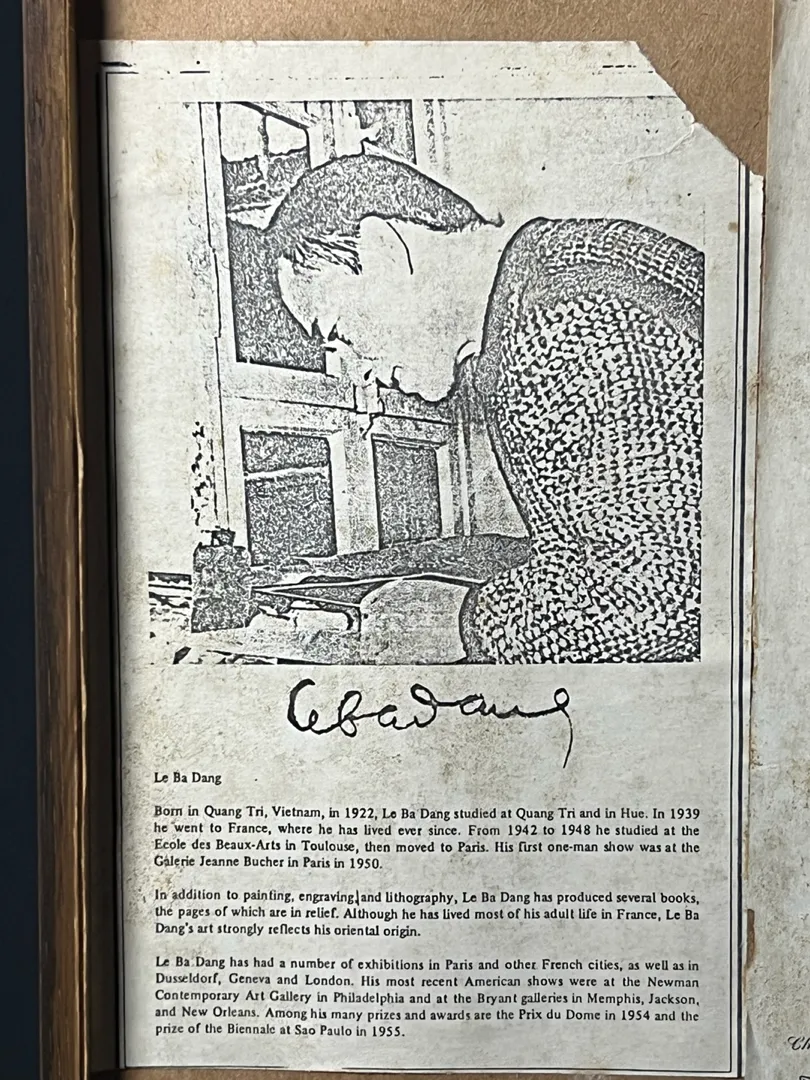 Lebadang
Le Ba Dang
Born in Quang Tri, Vietnam, in 1922, Le Ba Dang studied at Quang Tri and in Hue. In 1939
he went to France, where he has lived ever since. From 1942 to 1948 he studied at the
Ecole des Beaux-Arts in Toulouse, then moved to Paris. His first one-man show was at the
Galerie Jeanne Bucher in Paris in 1950.
In addition to painting, engraving, and lithography, Le Ba Dang has produced several books,
the pages of which are in relief. Although he has lived most of his adult life in France, Le Ba
Dang's art strongly reflects his oriental origin.
Le Ba Dang has had a number of exhibitions in Paris and other French cities, as well as in
Dusseldorf, Geneva and London. His most recent American shows were at the Newman
Contemporary Art Gallery in Philadelphia and at the Bryant galleries in Memphis, Jackson,
and New Orleans. Among his many prizes and awards are the Prix du Dome in 1954 and the
prize of the Biennale at Sao Paulo in 1955.